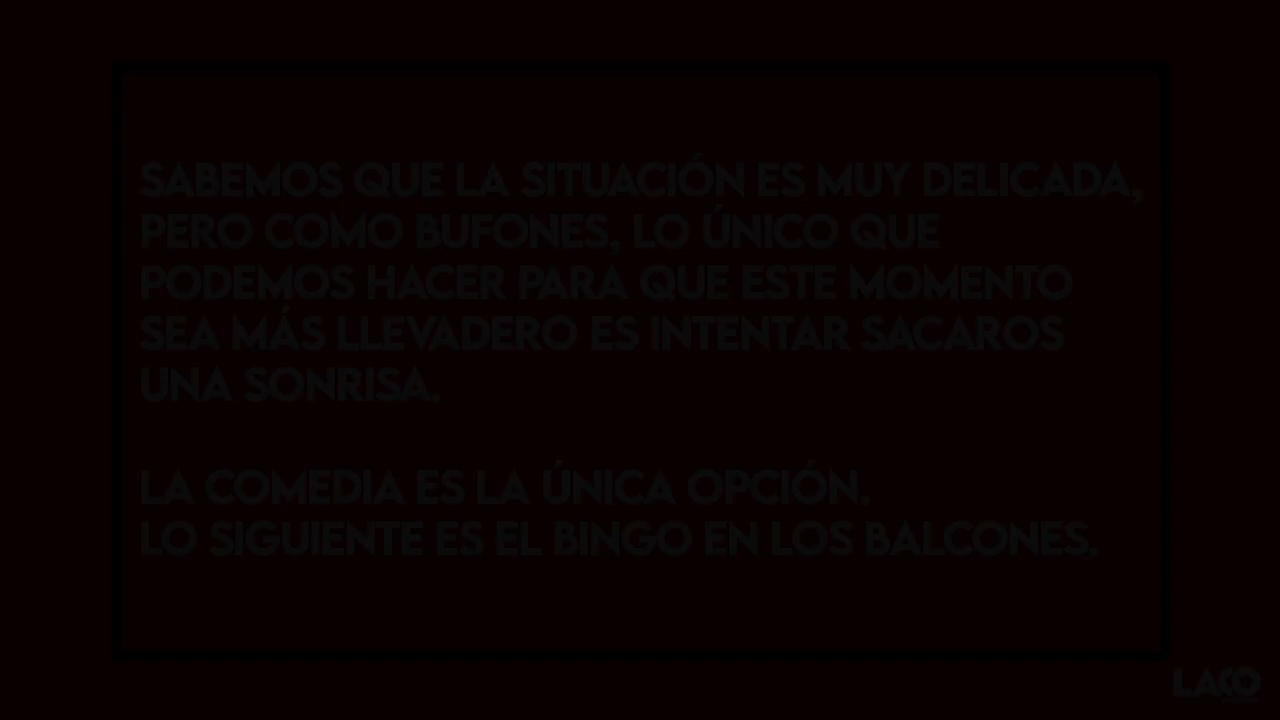 SABEMOS QUE LA SITUACIÓN ES MUY DELICADA,
PERO COMO BUFONES, LO ÚNICO QUE
PODEMOS HACER PARA QUE ESTE MOMENTO
SEA MÁS LLEVADERO ES INTENTAR SACAROS
UNA SONRISA.
LA COMEDIA ES LA ÚNICA OPCIÓN.
LO SIGUIENTE ES EL BINGO EN LOS BALCONES.
LACO